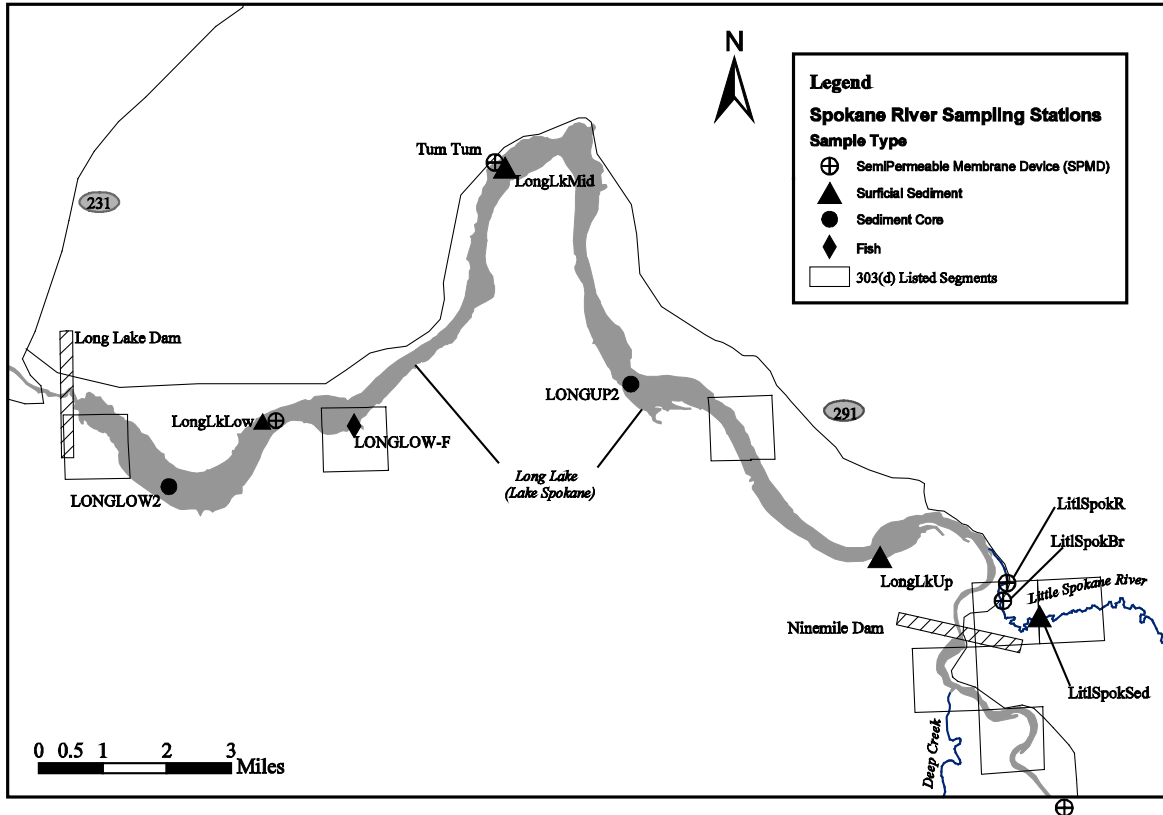 N
Legend
Spokane River Sampling Stations
Sample Type
SemiPermeable Membrane Device (SPMD)
Surficial Sediment
Sediment Core
Fish
303(d) Listed Segments
Tum Tum
LongLkMid
231
Long Lake Dam
LONGUP2
291
LongLkLow
LONGLOW-F
Long Lake
(Lake Spokane)
LONGLOW2
LitlSpokR
LitlSpokBr
LongLkUp
Little Spokane River
Ninemile Dam
LitlSpokSed
Deep Creek
0 0.5 1 2 3
Miles